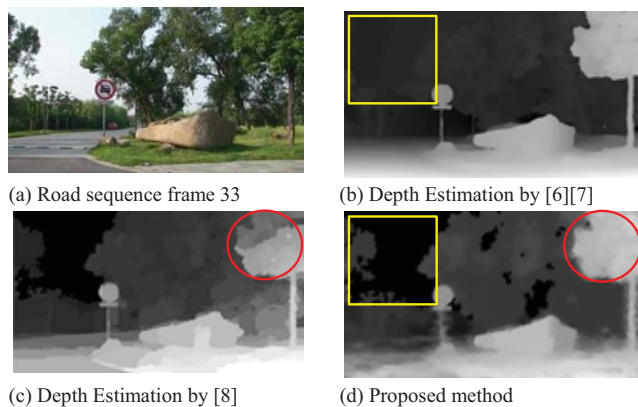 (a) Road sequence frame 33
(b) Depth Estimation by [6][7]
(c) Depth Estimation by [8]
(d) Proposed method